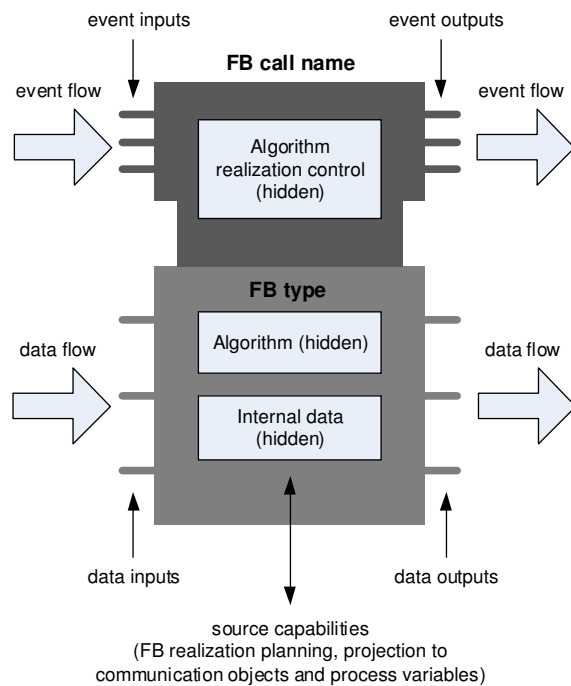 event inputs
event outputs
FB call name
event flow
event flow
Algorithm
realization control
(hidden)
FB type
data flow
Algorithm (hidden)
data flow
Internal data
(hidden)
data inputs
data outputs
source capabilities
(FB realization planning, projection to
communication objects and process variables)